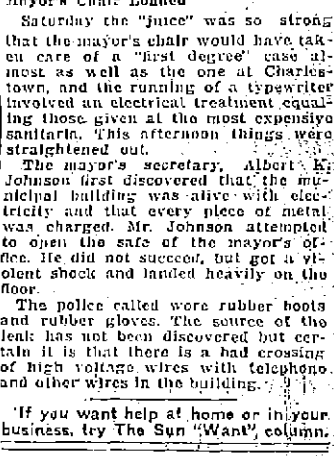 Mayor's Chair Loaded
Saturday the "juice" was so strong
that the mayor's chair would have tak-
en care of a "first degree" case al-
most as well as the one at Charles-
town, and the running of a typewriter
involved an electrical treatment equal-
ing those given at the most expensive
sanitaria. This afternoon things were
straightened out.
The mayor's secretary, Albert K.
Johnson first discovered that the mu-
nicipal building was alive with elec-
tricity and that every piece of metal
was charged. Mr. Johnson attempted
to open the safe of the mayor's of-
fice. He did not succeed, but got a vi-
olent shock and landed heavily on the
floor.
The police called wore rubber boots
and rubber gloves. The source of the
leak has not been discovered but cer-
tain it is that there is a bad crossing
of high voltage wires with telephone
and other wires in the building.
If you want help at home or in your
business, try The Sun "Want" column.